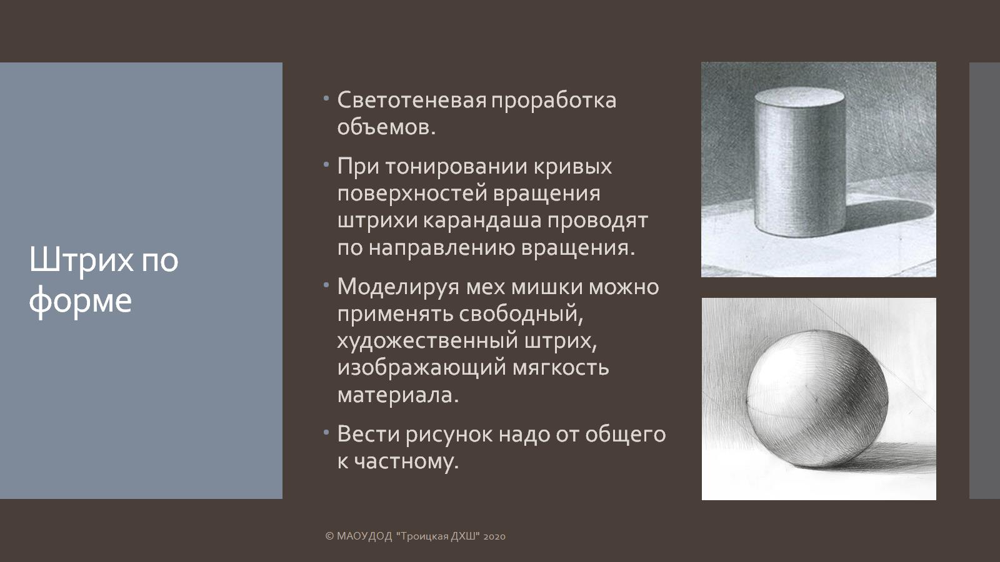 Штрих по
форме
• Светотеневая проработка
объемов.
• При тонировании кривых
поверхностей вращения
штрихи карандаша проводят
по направлению вращения.
• Моделируя мех мишки можно
применять свободный,
художественный штрих,
изображающий мягкость
материала.
• Вести рисунок надо от общего
к частному.
© МАОУДОД "Троицкая ДХШ" 2020